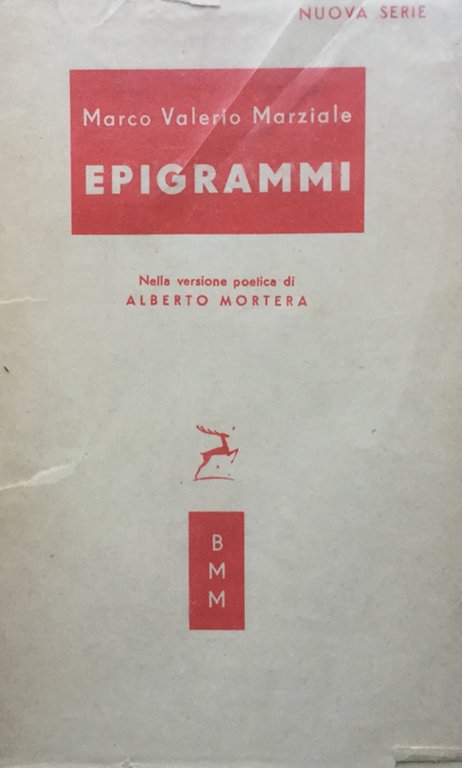 NUOVA SERIE
Marco Valerio Marziale
EPIGRAMMI
Nella versione poetica di
ALBERTO MORTERA
B
M
M